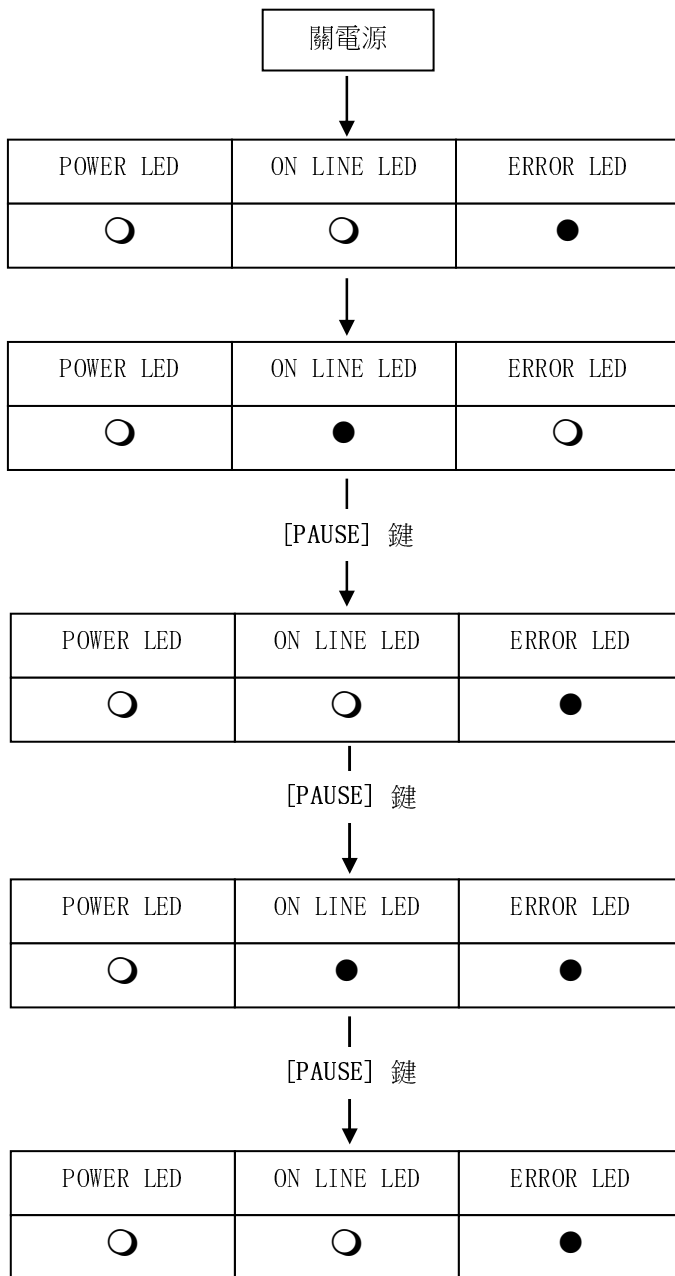 關電源
POWER LED ON LINE LED ERROR LED
❍ ❍ ●
POWER LED ON LINE LED ERROR LED
❍ ● ❍
[PAUSE] 鍵
POWER LED ON LINE LED ERROR LED
❍ ❍ ●
[PAUSE] 鍵
POWER LED ON LINE LED ERROR LED
❍ ● ●
[PAUSE] 鍵
POWER LED ON LINE LED ERROR LED
❍ ❍ ●